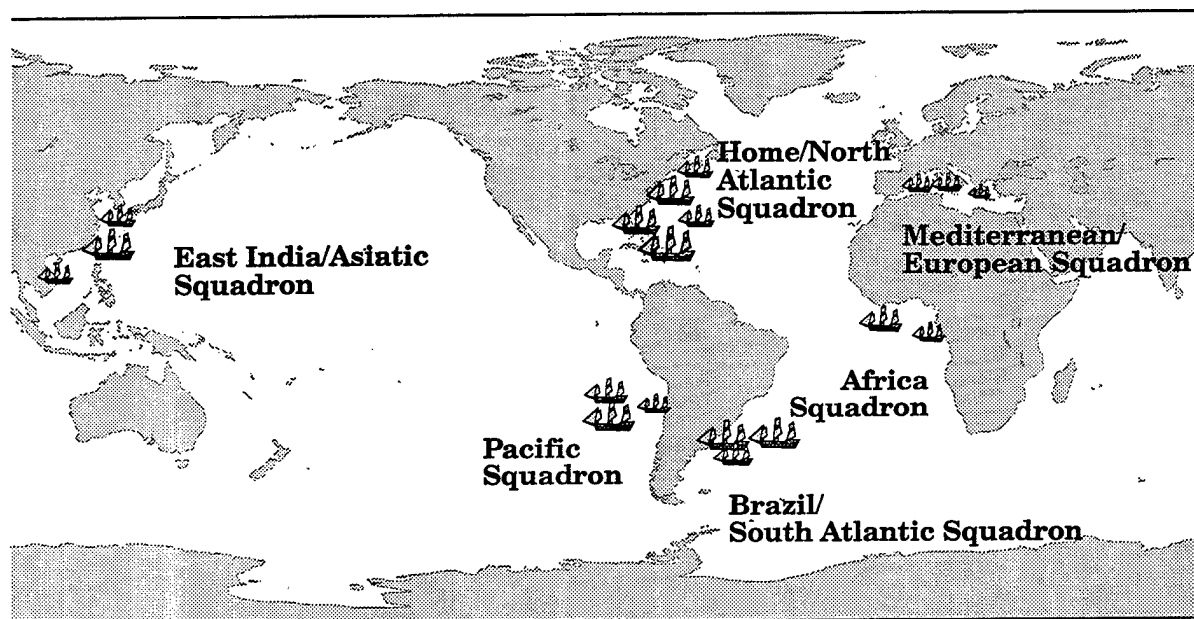 Home/North
Atlantic
Squadron
East India/Asiatic
Squadron
Mediterranean/
European Squadron
Africa
Squadron
Pacific
Squadron
Brazil/
South Atlantic Squadron